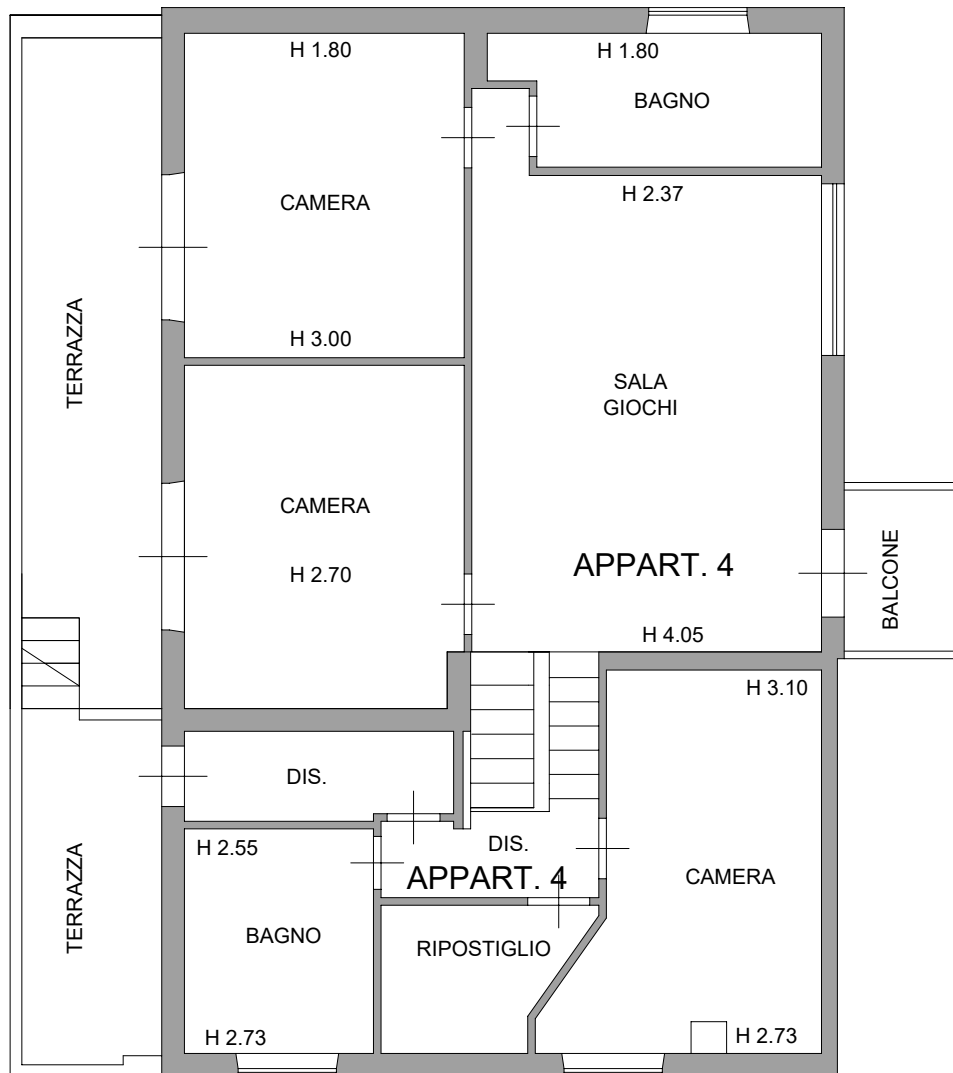 H 1.80
H 1.80
BAGNO
CAMERA
H 2.37
TERRAZZA
H 3.00
SALA
GIOCHI
CAMERA
H 2.70
APPART. 4
BALCONE
H 4.05
H 3.10
DIS.
H 2.55
DIS.
APPART. 4
CAMERA
TERRAZZA
BAGNO
RIPOSTIGLIO
H 2.73
H 2.73